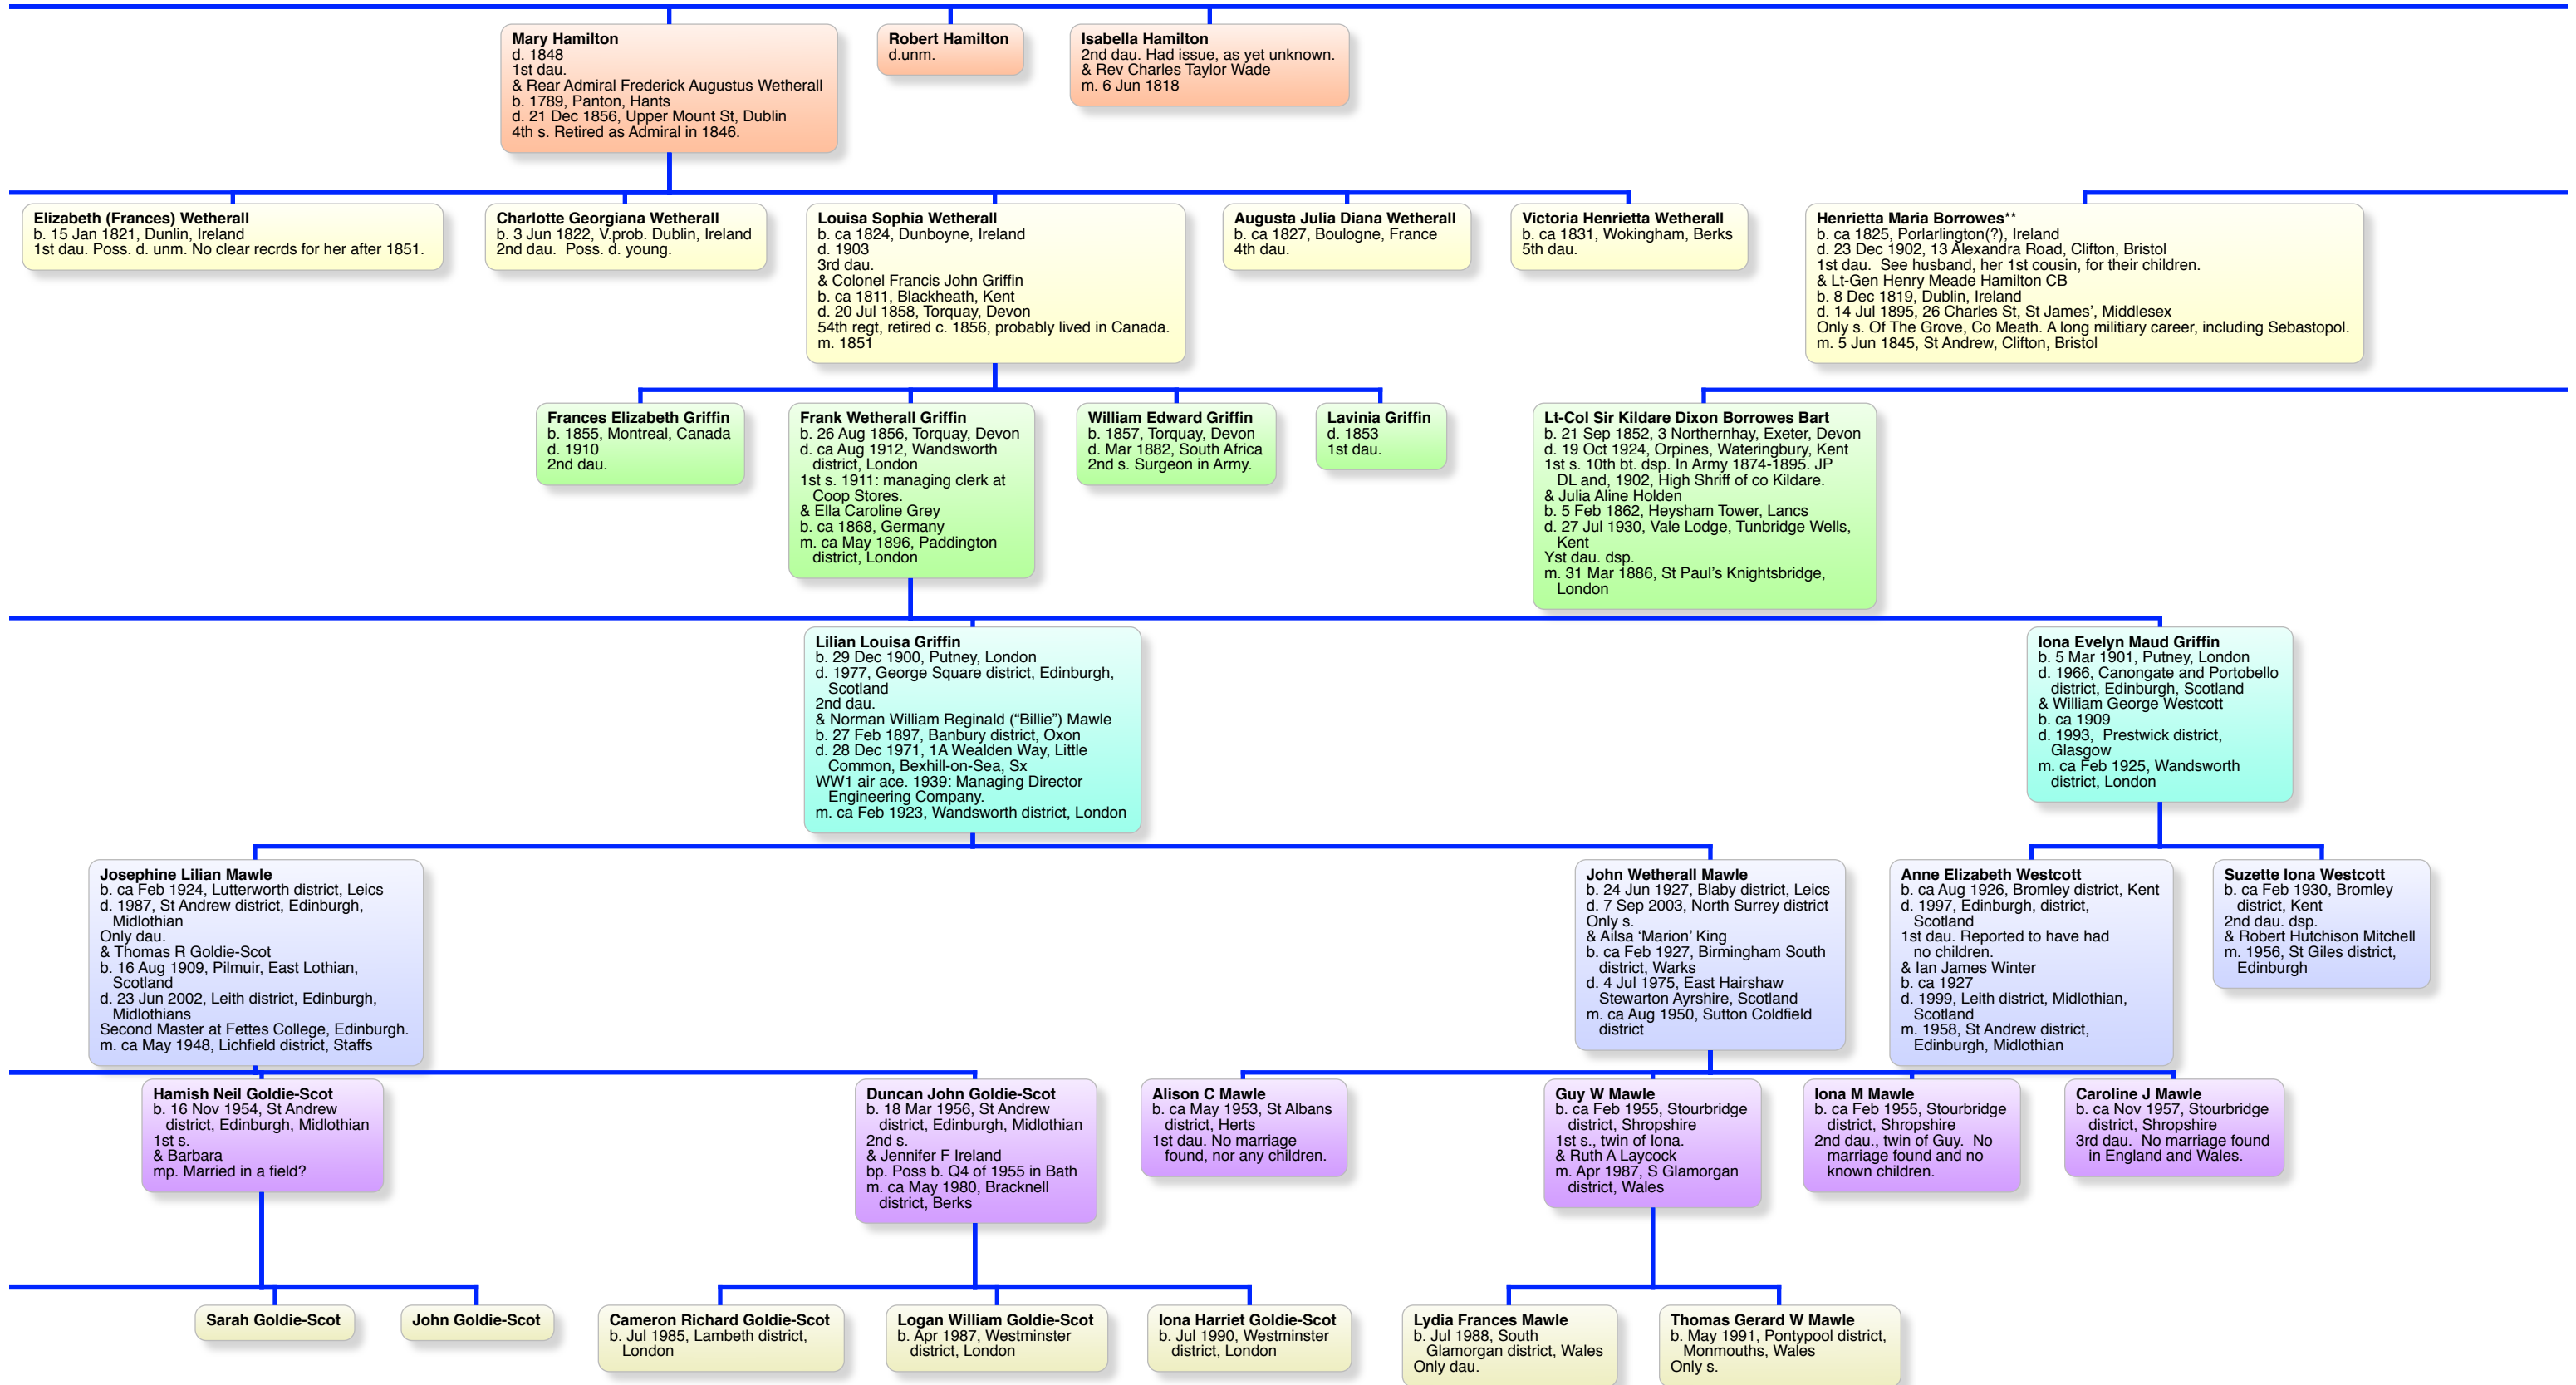 Mary Hamilton
d. 1848
1st dau.
& Rear Admiral Frederick Augustus Wetherall
b. 1789, Panton, Hants
d. 21 Dec 1856, Upper Mount St, Dublin
4th s. Retired as Admiral in 1846.
Robert Hamilton
d.unm.
Isabella Hamilton
2nd dau. Had issue, as yet unknown.
& Rev Charles Taylor Wade
m. 6 Jun 1818
Elizabeth (Frances) Wetherall
b. 15 Jan 1821, Dunlin, Ireland
1st dau. Poss. d. unm. No clear recrds for her after 1851.
Charlotte Georgiana Wetherall
b. 3 Jun 1822, V.prob. Dublin, Ireland
2nd dau.  Poss. d. young.
Louisa Sophia Wetherall
b. ca 1824, Dunboyne, Ireland
d. 1903
3rd dau.
& Colonel Francis John Griffin
b. ca 1811, Blackheath, Kent
d. 20 Jul 1858, Torquay, Devon
54th regt, retired c. 1856, probably lived in Canada.
m. 1851
Augusta Julia Diana Wetherall
b. ca 1827, Boulogne, France
4th dau.
Victoria Henrietta Wetherall
b. ca 1831, Wokingham, Berks
5th dau.
Henrietta Maria Borrowes**
b. ca 1825, Porlarlington(?), Ireland
d. 23 Dec 1902, 13 Alexandra Road, Clifton, Bristol
1st dau.  See husband, her 1st cousin, for their children.
& Lt-Gen Henry Meade Hamilton CB
b. 8 Dec 1819, Dublin, Ireland
d. 14 Jul 1895, 26 Charles St, St James', Middlesex
Only s. Of The Grove, Co Meath. A long militiary career, including Sebastopol.
m. 5 Jun 1845, St Andrew, Clifton, Bristol
Frances Elizabeth Griffin
b. 1855, Montreal, Canada
d. 1910
2nd dau.
Frank Wetherall Griffin
b. 26 Aug 1856, Torquay, Devon
d. ca Aug 1912, Wandsworth
district, London
1st s. 1911: managing clerk at
Coop Stores.
& Ella Caroline Grey
b. ca 1868, Germany
m. ca May 1896, Paddington
district, London
William Edward Griffin
b. 1857, Torquay, Devon
d. Mar 1882, South Africa
2nd s. Surgeon in Army.
Lavinia Griffin
d. 1853
1st dau.
Lt-Col Sir Kildare Dixon Borrowes Bart
b. 21 Sep 1852, 3 Northernhay, Exeter, Devon
d. 19 Oct 1924, Orpines, Wateringbury, Kent
1st s. 10th bt. dsp. In Army 1874-1895. JP
DL and, 1902, High Shriff of co Kildare.
& Julia Aline Holden
b. 5 Feb 1862, Heysham Tower, Lancs
d. 27 Jul 1930, Vale Lodge, Tunbridge Wells,
Kent
Yst dau. dsp.
m. 31 Mar 1886, St Paul's Knightsbridge,
London
Lilian Louisa Griffin
b. 29 Dec 1900, Putney, London
d. 1977, George Square district, Edinburgh,
Scotland
2nd dau.
& Norman William Reginald ("Billie") Mawle
b. 27 Feb 1897, Banbury district, Oxon
d. 28 Dec 1971, 1A Wealden Way, Little
Common, Bexhill-on-Sea, Sx
WW1 air ace. 1939: Managing Director
Engineering Company.
m. ca Feb 1923, Wandsworth district, London
Iona Evelyn Maud Griffin
b. 5 Mar 1901, Putney, London
d. 1966, Canongate and Portobello
district, Edinburgh, Scotland
& William George Westcott
b. ca 1909
d. 1993,  Prestwick district,
Glasgow
m. ca Feb 1925, Wandsworth
district, London
Josephine Lilian Mawle
b. ca Feb 1924, Lutterworth district, Leics
d. 1987, St Andrew district, Edinburgh,
Midlothian
Only dau.
& Thomas R Goldie-Scot
b. 16 Aug 1909, Pilmuir, East Lothian,
Scotland
d. 23 Jun 2002, Leith district, Edinburgh,
Midlothians
Second Master at Fettes College, Edinburgh.
m. ca May 1948, Lichfield district, Staffs
John Wetherall Mawle
b. 24 Jun 1927, Blaby district, Leics
d. 7 Sep 2003, North Surrey district
Only s.
& Ailsa 'Marion' King
b. ca Feb 1927, Birmingham South
district, Warks
d. 4 Jul 1975, East Hairshaw
Stewarton Ayrshire, Scotland
m. ca Aug 1950, Sutton Coldfield
district
Anne Elizabeth Westcott
b. ca Aug 1926, Bromley district, Kent
d. 1997, Edinburgh, district,
Scotland
1st dau. Reported to have had
no children.
& Ian James Winter
b. ca 1927
d. 1999, Leith district, Midlothian,
Scotland
m. 1958, St Andrew district,
Edinburgh, Midlothian
Suzette Iona Westcott
b. ca Feb 1930, Bromley
district, Kent
2nd dau. dsp.
& Robert Hutchison Mitchell
m. 1956, St Giles district,
Edinburgh
Hamish Neil Goldie-Scot
b. 16 Nov 1954, St Andrew
district, Edinburgh, Midlothian
1st s.
& Barbara
mp. Married in a field?
Duncan John Goldie-Scot
b. 18 Mar 1956, St Andrew
district, Edinburgh, Midlothian
2nd s.
& Jennifer F Ireland
bp. Poss b. Q4 of 1955 in Bath
m. ca May 1980, Bracknell
district, Berks
Alison C Mawle
b. ca May 1953, St Albans
district, Herts
1st dau. No marriage
found, nor any children.
Guy W Mawle
b. ca Feb 1955, Stourbridge
district, Shropshire
1st s., twin of Iona.
& Ruth A Laycock
m. Apr 1987, S Glamorgan
district, Wales
Iona M Mawle
b. ca Feb 1955, Stourbridge
district, Shropshire
2nd dau., twin of Guy.  No
marriage found and no
known children.
Caroline J Mawle
b. ca Nov 1957, Stourbridge
district, Shropshire
3rd dau.  No marriage found
in England and Wales.
Sarah Goldie-Scot
John Goldie-Scot
Cameron Richard Goldie-Scot
b. Jul 1985, Lambeth district,
London
Logan William Goldie-Scot
b. Apr 1987, Westminster
district, London
Iona Harriet Goldie-Scot
b. Jul 1990, Westminster
district, London
Lydia Frances Mawle
b. Jul 1988, South
Glamorgan district, Wales
Only dau.
Thomas Gerard W Mawle
b. May 1991, Pontypool district,
Monmouths, Wales
Only s.